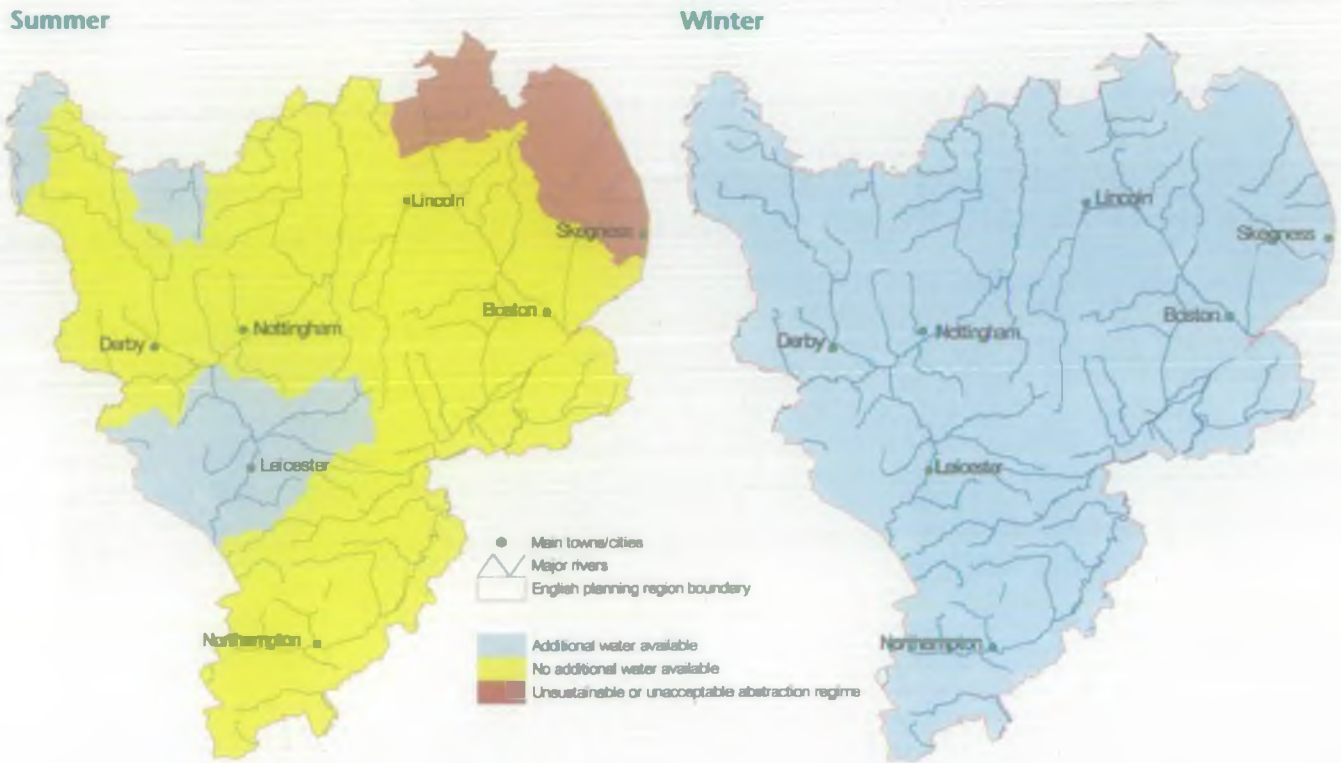 Summer
Winter
Lincoln
Skegness
Boston
Nottingham
Derby
Leicester
Northampton
Lincoln
Skegness
Boston
Nottingham
Derby
Leicester
Northampton
Main towns/cities
Major rivers
English planning region boundary
Additional water available
No additional water available
Unsustainable or unacceptable abstraction regime